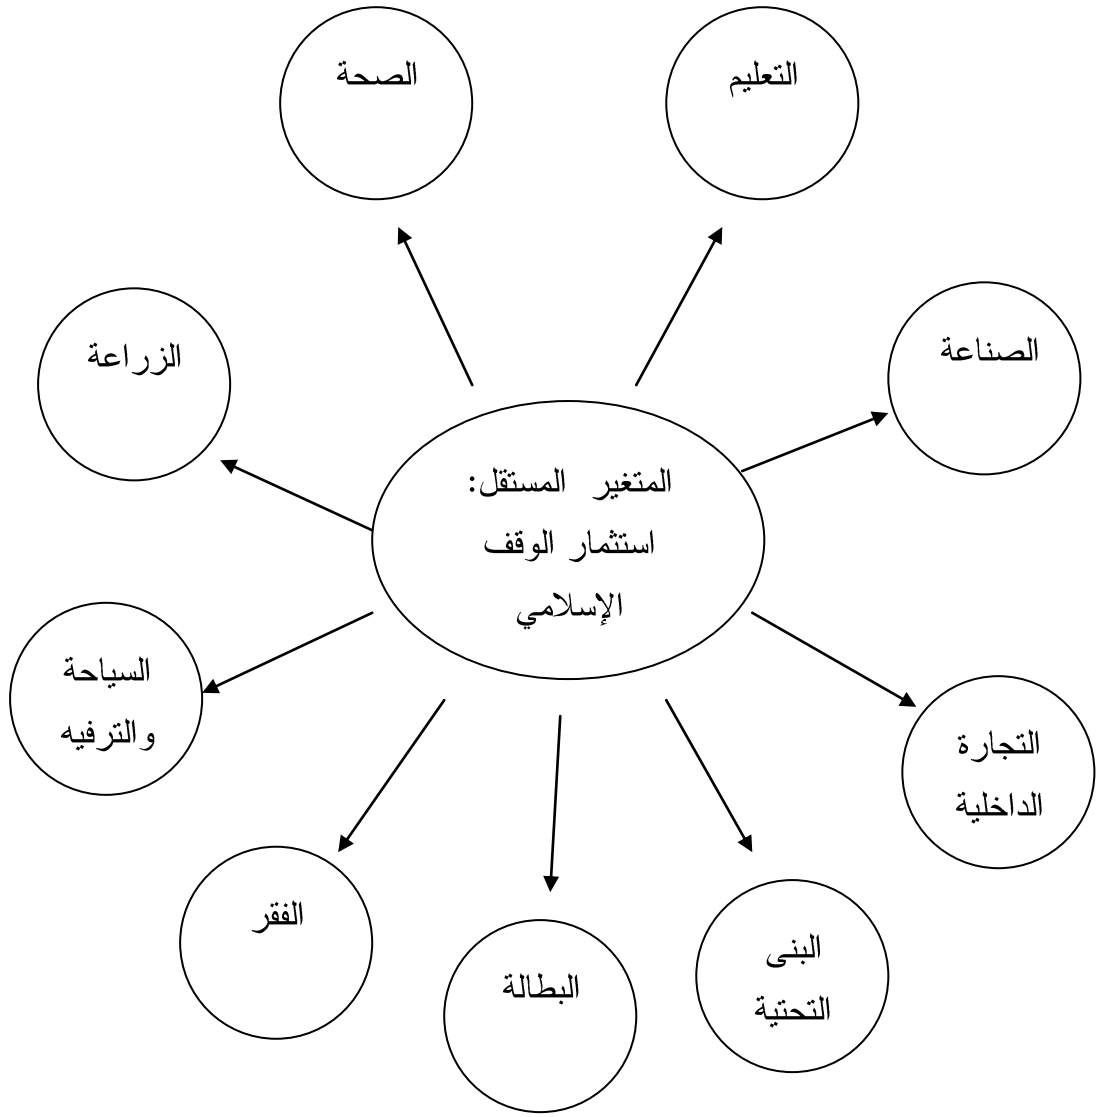 التعليم
الصحة
الصناعة
الزراعة
المتغير المستقل:
استثمار الوقف
الإسلامي
السياحة
والترفيه
التجارة
الداخلية
الفقر
البطالة
البنى
التحتية